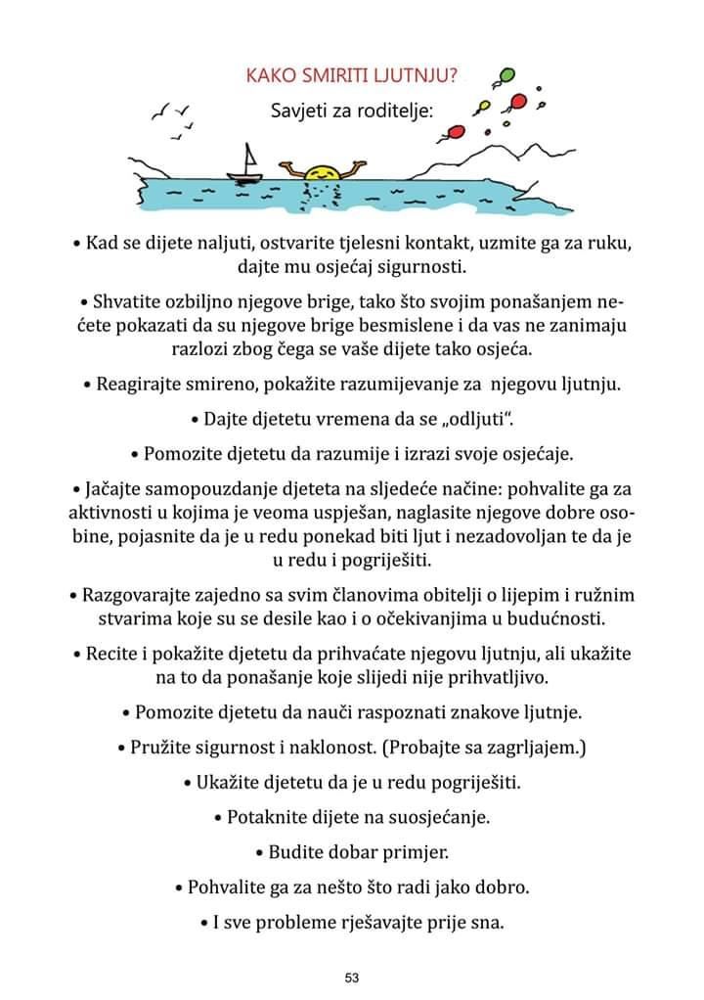 KAKO SMIRITI LJUTNJU?
Savjeti za roditelje:
• Kad se dijete naljuti, ostvarite tjelesni kontakt, uzmite ga za ruku,
dajte mu osjećaj sigurnosti.
• Shvatite ozbiljno njegove brige, tako što svojim ponašanjem ne-
ćete pokazati da su njegove brige besmislene i da vas ne zanimaju
razlozi zbog čega se vaše dijete tako osjeća.
• Reagirajte smireno, pokažite razumijevanje za  njegovu ljutnju.
• Dajte djetetu vremena da se „odljuti“.
• Pomozite djetetu da razumije i izrazi svoje osjećaje.
• Jačajte samopouzdanje djeteta na sljedeće načine: pohvalite ga za
aktivnosti u kojima je veoma uspješan, naglasite njegove dobre oso-
bine, pojasnite da je u redu ponekad biti ljut i nezadovoljan te da je
u redu i pogriješiti.
• Razgovarajte zajedno sa svim članovima obitelji o lijepim i ružnim
stvarima koje su se desile kao i o očekivanjima u budućnosti.
• Recite i pokažite djetetu da prihvaćate njegovu ljutnju, ali ukažite
na to da ponašanje koje slijedi nije prihvatljivo.
• Pomozite djetetu da nauči raspoznati znakove ljutnje.
• Pružite sigurnost i naklonost. (Probajte sa zagrljajem.)
• Ukažite djetetu da je u redu pogriješiti.
• Potaknite dijete na suosjećanje.
• Budite dobar primjer.
• Pohvalite ga za nešto što radi jako dobro.
• I sve probleme rješavajte prije sna.
53